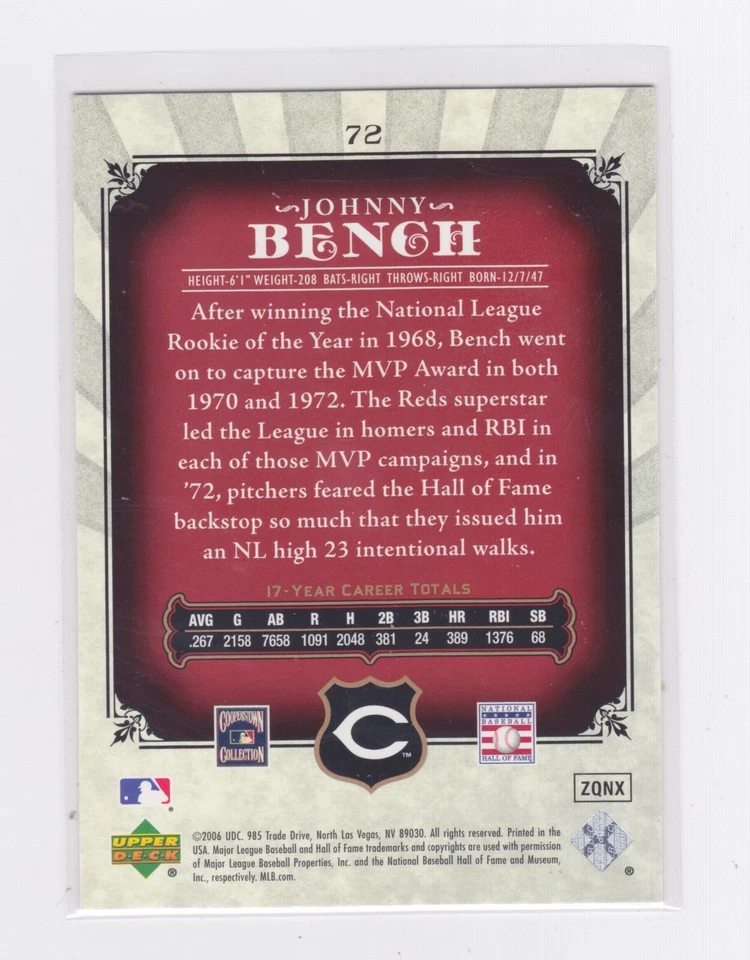 72
JOHNNY
BENCH
HEIGHT-6'1" WEIGHT-208 BATS-RIGHT THROWS-RIGHT BORN-12/7/47
After winning the National League
Rookie of the Year in 1968, Bench went
on to capture the MVP Award in both
1970 and 1972. The Reds superstar
led the League in homers and RBI in
each of those MVP campaigns, and in
'72, pitchers feared the Hall of Fame
backstop so much that they issued him
an NL high 23 intentional walks.
17-YEAR CAREER TOTALS
AVG G AB R H 2B 3B HR RBI SB
.267 2158 7658 1091 2048 381 24 389 1376 68
COOPERSTOWN
COLLECTION
C
TM
NATIONAL
BASEBALL
HALL OF FAME
®
ZQNX
UPPER
DECK
®
©2006 UDC. 985 Trade Drive, North Las Vegas, NV 89030. All rights reserved. Printed in the
USA. Major League Baseball and Hall of Fame trademarks and copyrights are used with permission
of Major League Baseball Properties, Inc. and the National Baseball Hall of Fame and Museum,
Inc., respectively. MLB.com.
®